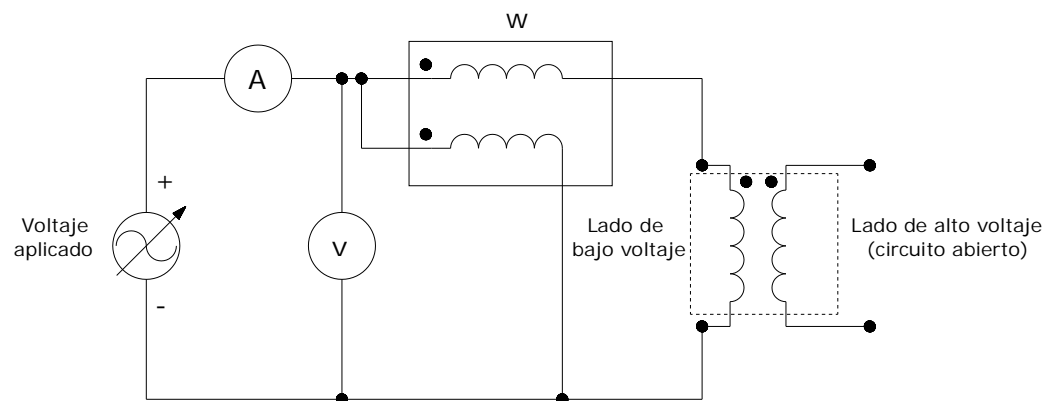 W
A
+
Voltaje
aplicado
-
V
Lado de
bajo voltaje
Lado de alto voltaje
(circuito abierto)